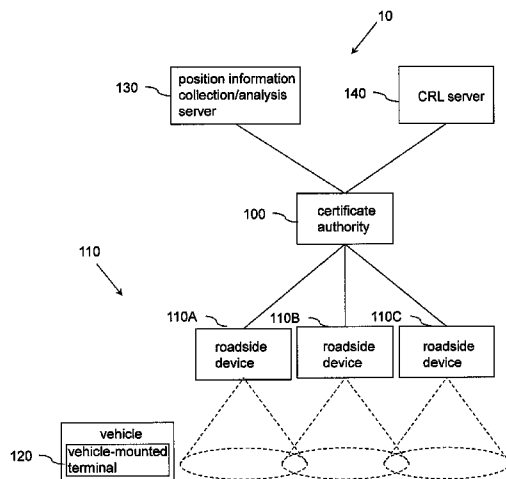 10
130
position information
collection/analysis
server
140
CRL server
100
certificate
authority
110
110A
110B
110C
roadside
device
roadside
device
roadside
device
vehicle
120
vehicle-mounted
terminal